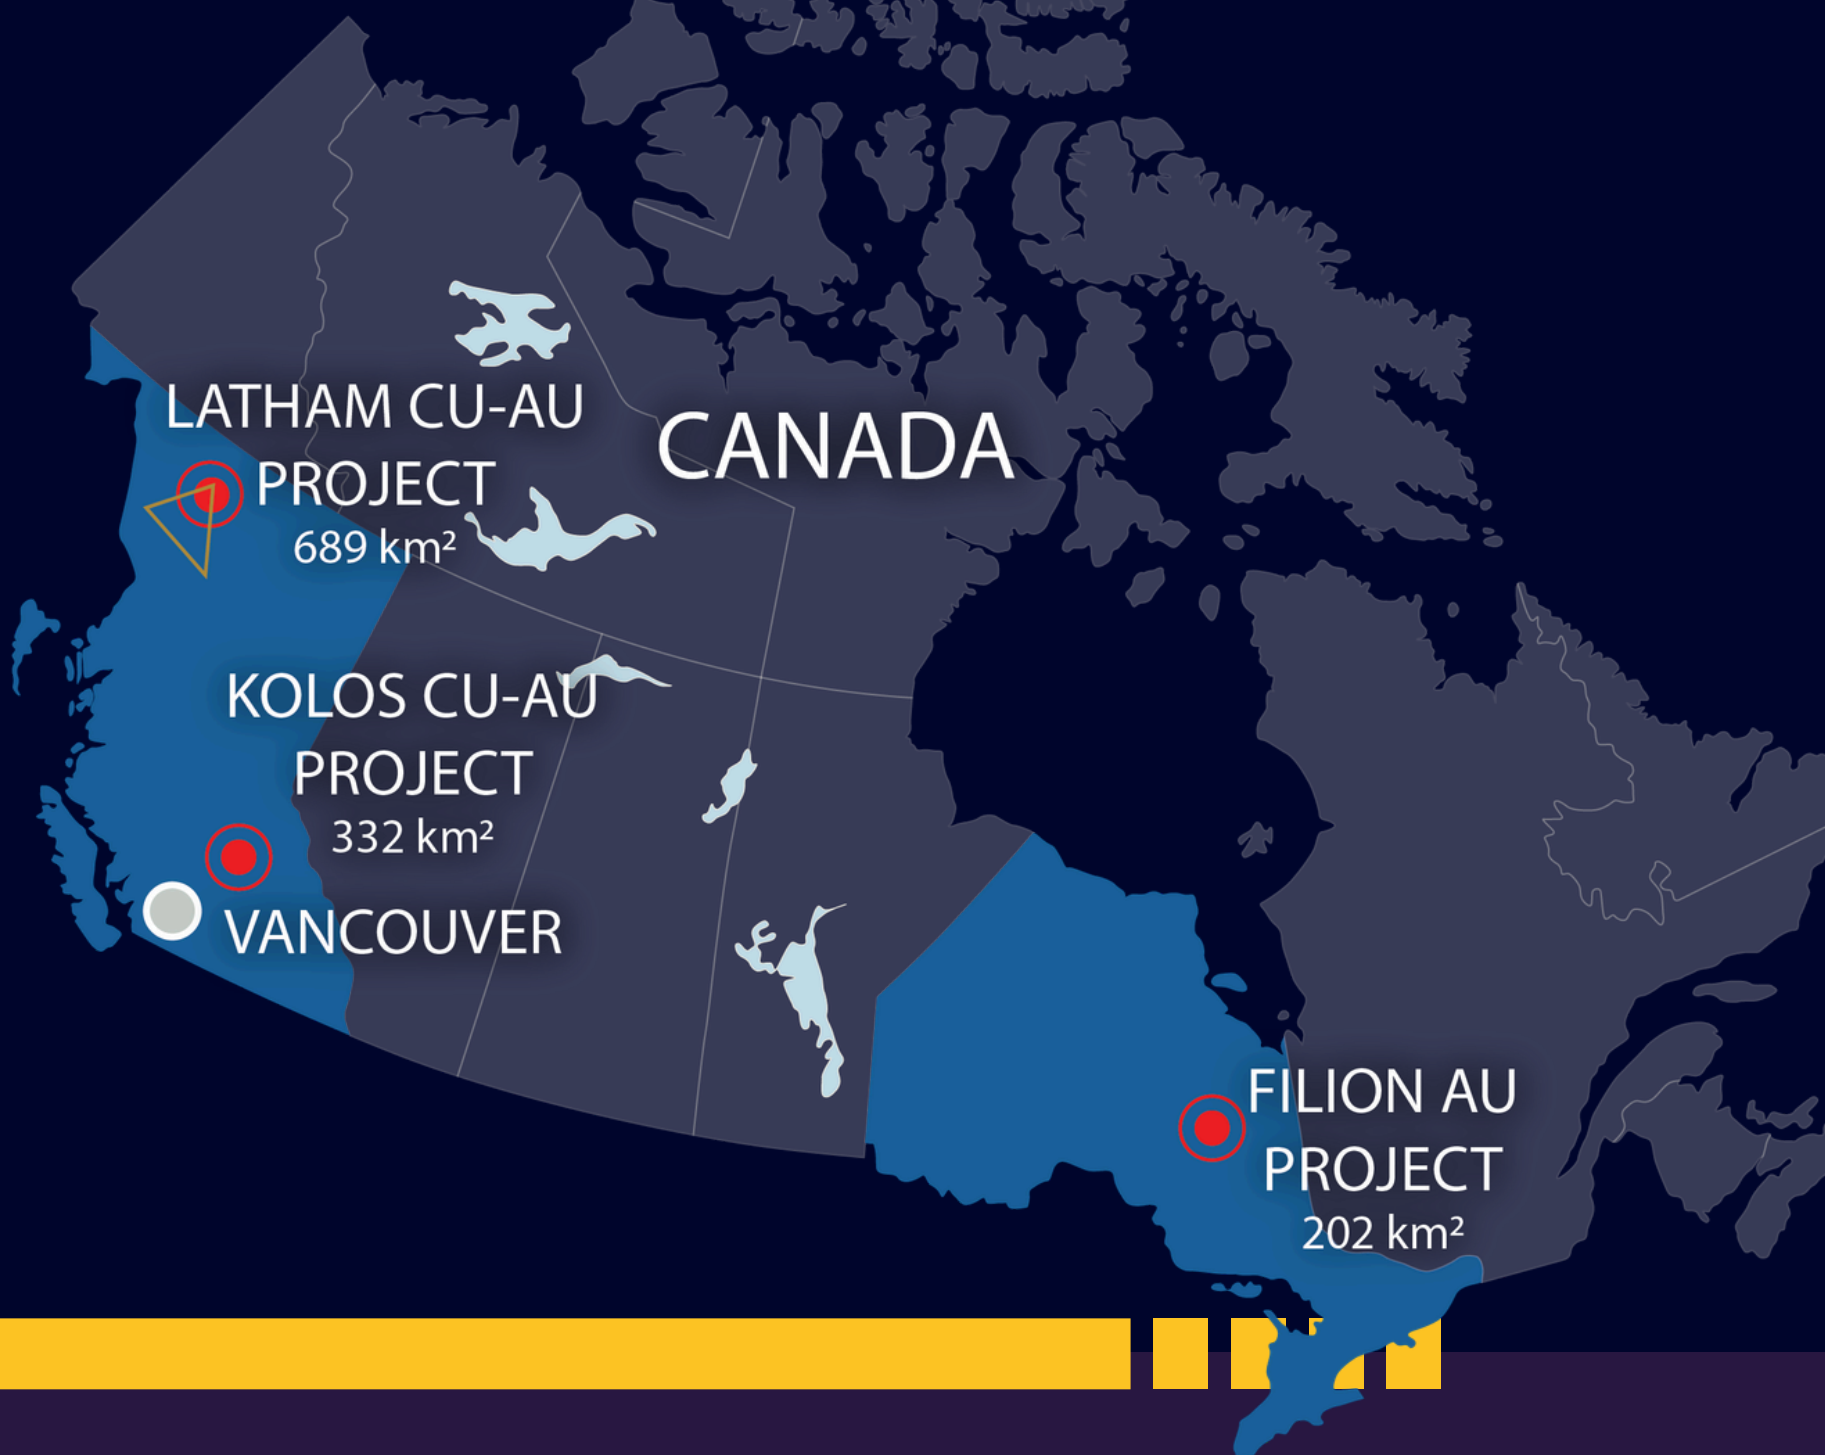 LATHAM CU-AU
PROJECT
689 km²
CANADA
KOLOS CU-AU
PROJECT
332 km²
VANCOUVER
FILION AU
PROJECT
202 km²